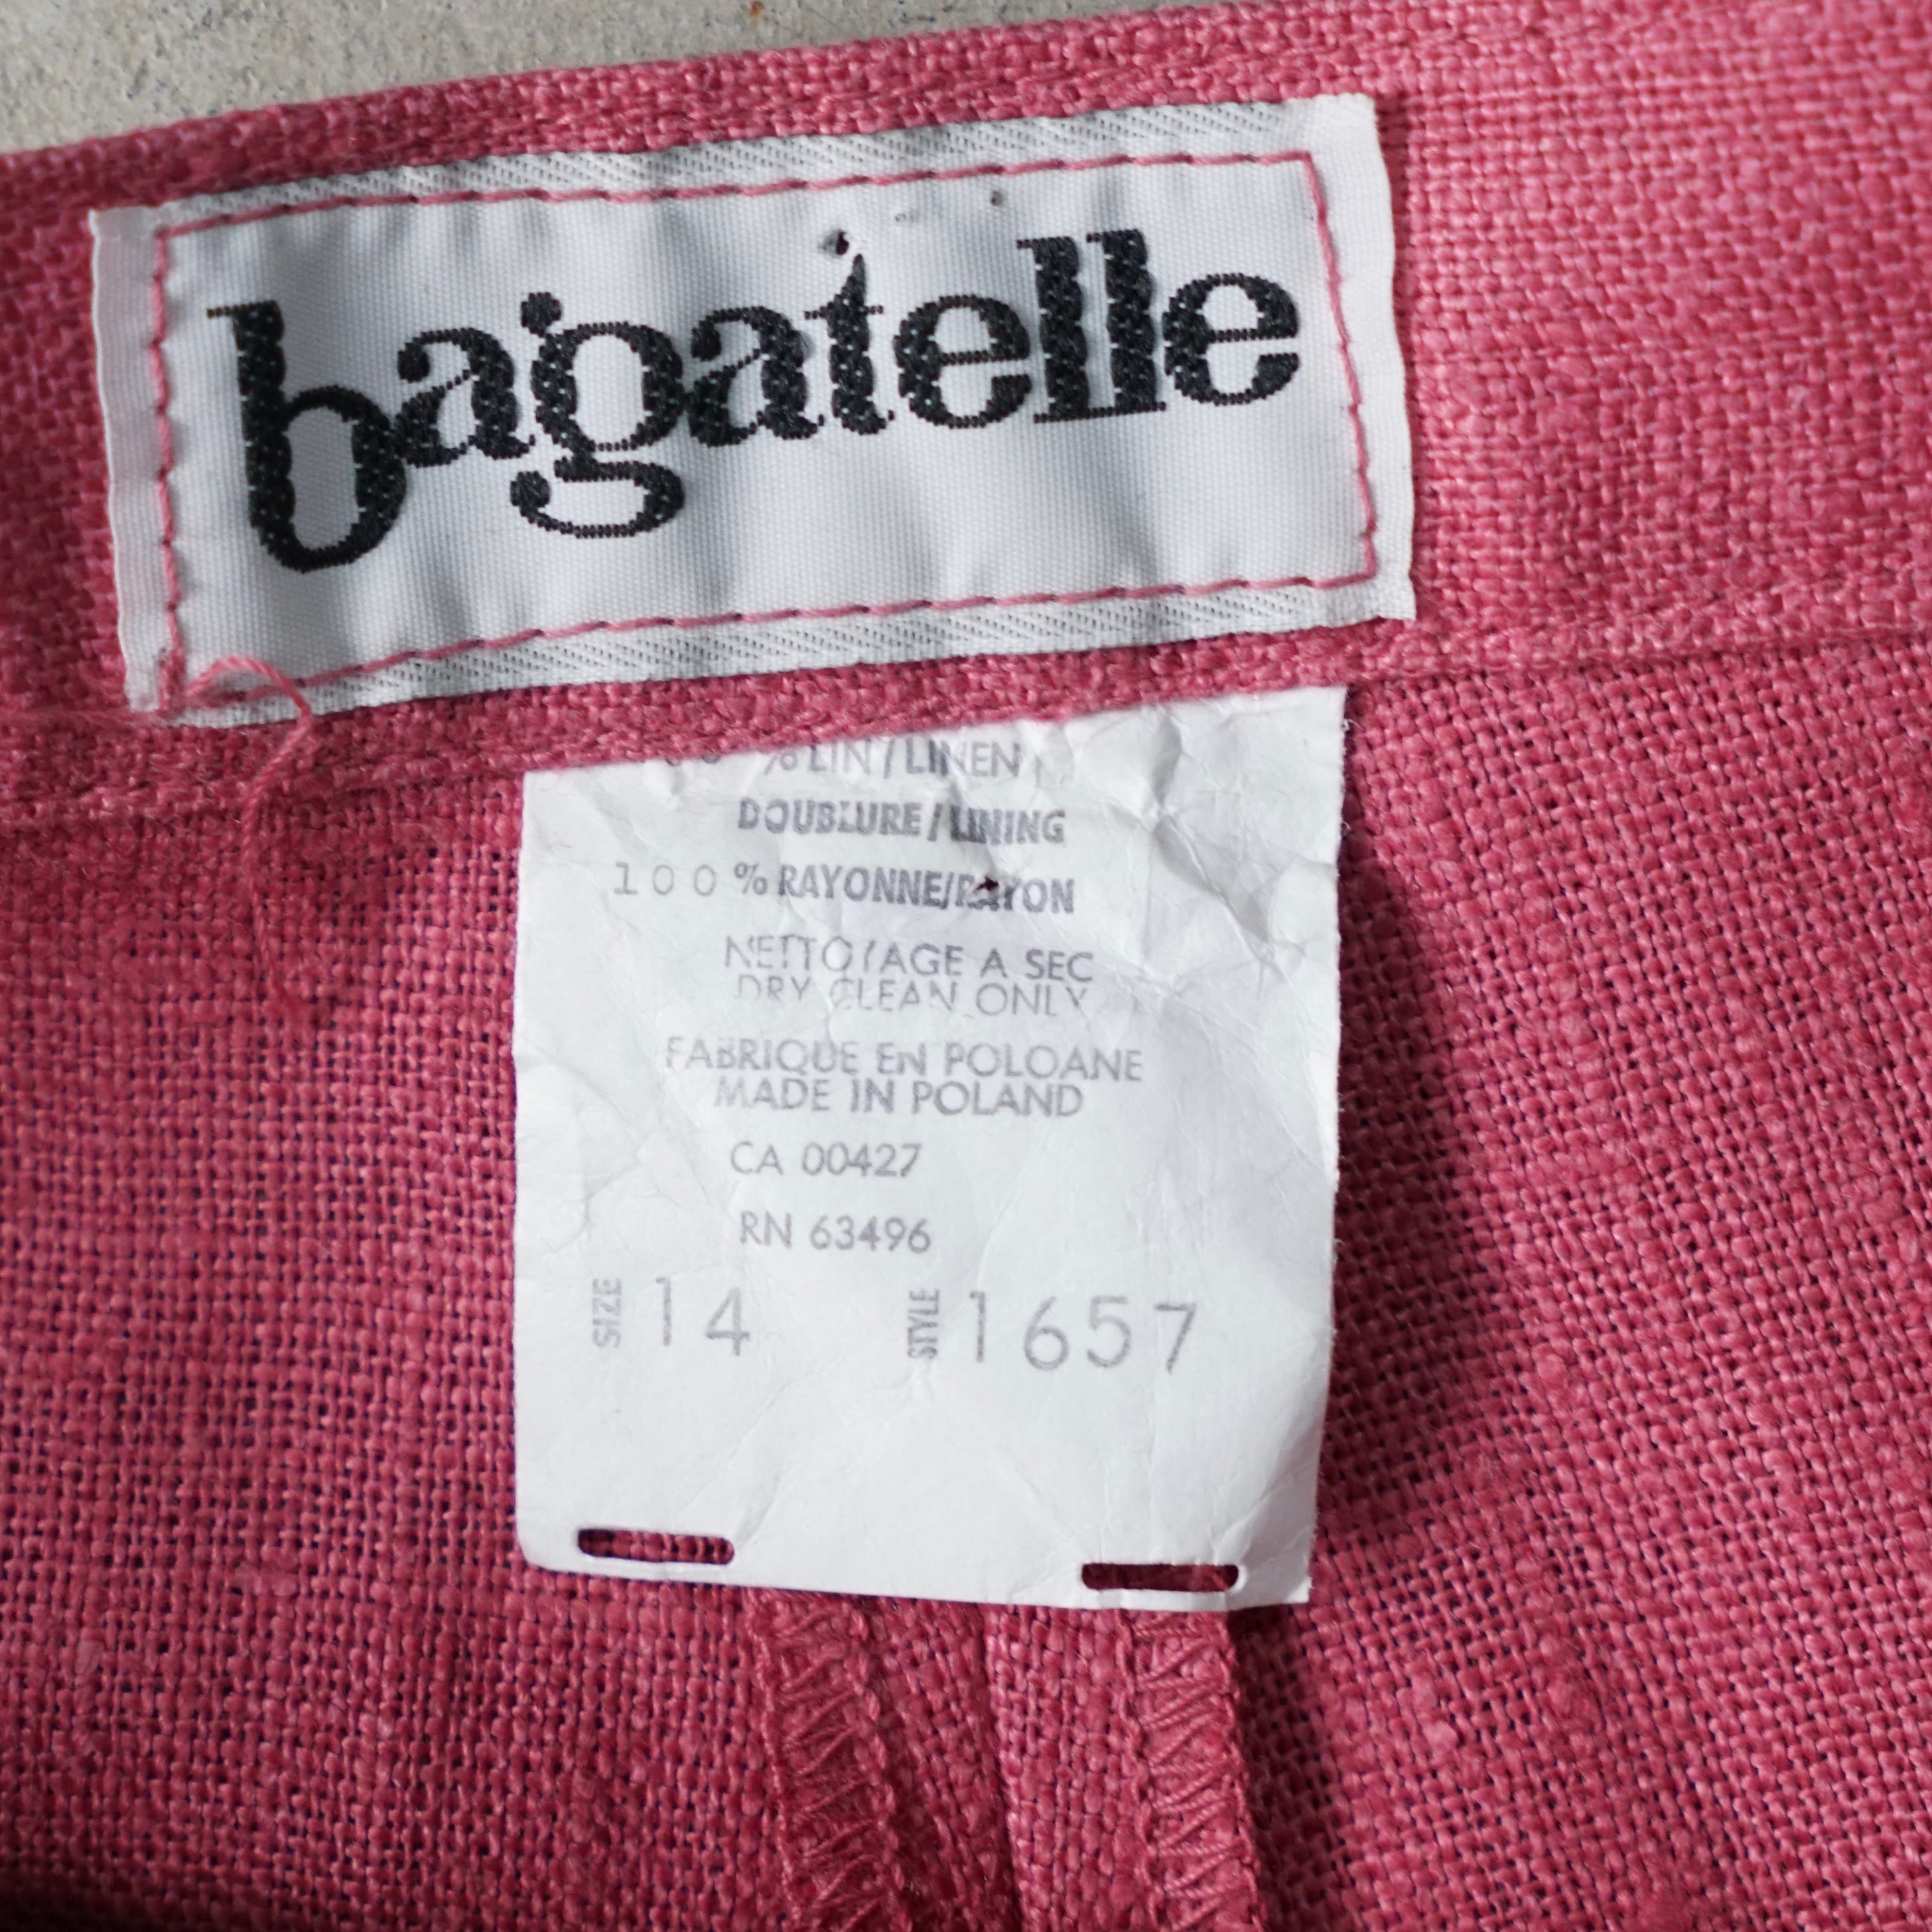 bagatelle
% LIN / LINEN
DOUBLURE / LINING
100 % RAYONNE/RAYON
NETTOYAGE A SEC
DRY CLEAN ONLY
FABRIQUE EN POLOANE
MADE IN POLAND
CA 00427
RN 63496
SIZE 14 STYLE 1657